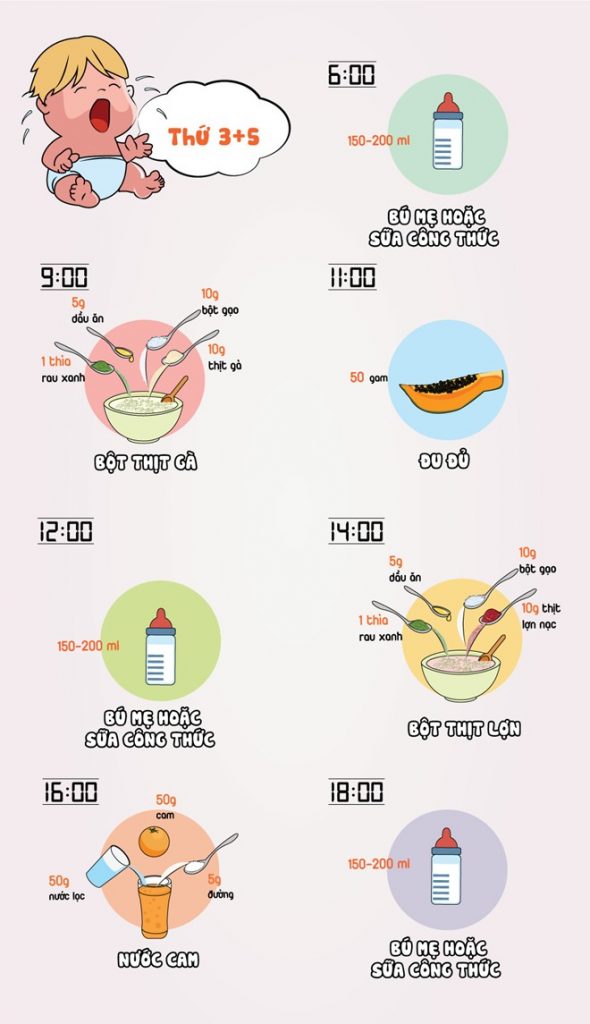 Thứ 3+5
6:00
150-200 ml
BÚ MẸ HOẶC
SỮA CÔNG THỨC
9:00
5g
dầu ăn
10g
bột gạo
1 thìa
rau xanh
10g
thịt gà
BỘT THỊT GÀ
11:00
50 gam
ĐU ĐỦ
12:00
150-200 ml
BÚ MẸ HOẶC
SỮA CÔNG THỨC
14:00
5g
dầu ăn
10g
bột gạo
1 thìa
rau xanh
10g thịt
lợn nạc
BỘT THỊT LỢN
16:00
50g
cam
50g
nước lọc
5g
đường
NƯỚC CAM
18:00
150-200 ml
BÚ MẸ HOẶC
SỮA CÔNG THỨC